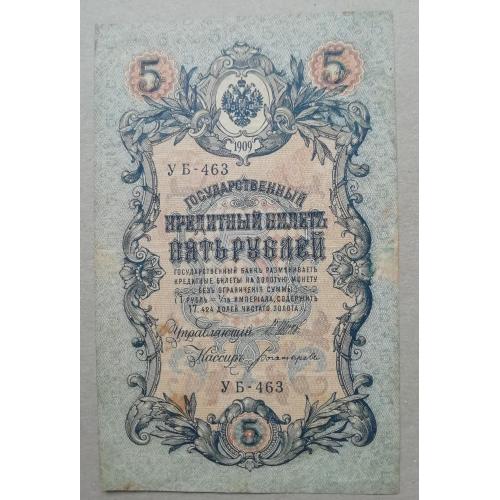 5 5
1909
УБ-463
ГОСУДАРСТВЕННЫЙ
КРЕДИТНЫЙ БИЛЕТЪ
ПЯТЬ РУБЛЕЙ
ГОСУДАРСТВЕННЫЙ БАНКЪ РАЗМѢНИВАЕТЪ
КРЕДИТНЫЕ БИЛЕТЫ НА ЗОЛОТУЮ МОНЕТУ
БЕЗЪ ОГРАНИЧЕНІЯ СУММЫ
(1 РУБЛЬ = 1/15 ИМПЕРІАЛА, СОДЕРЖИТЪ
17,424 ДОЛЕЙ ЧИСТАГО ЗОЛОТА)
Управляющій
Кассиръ
УБ-463
5